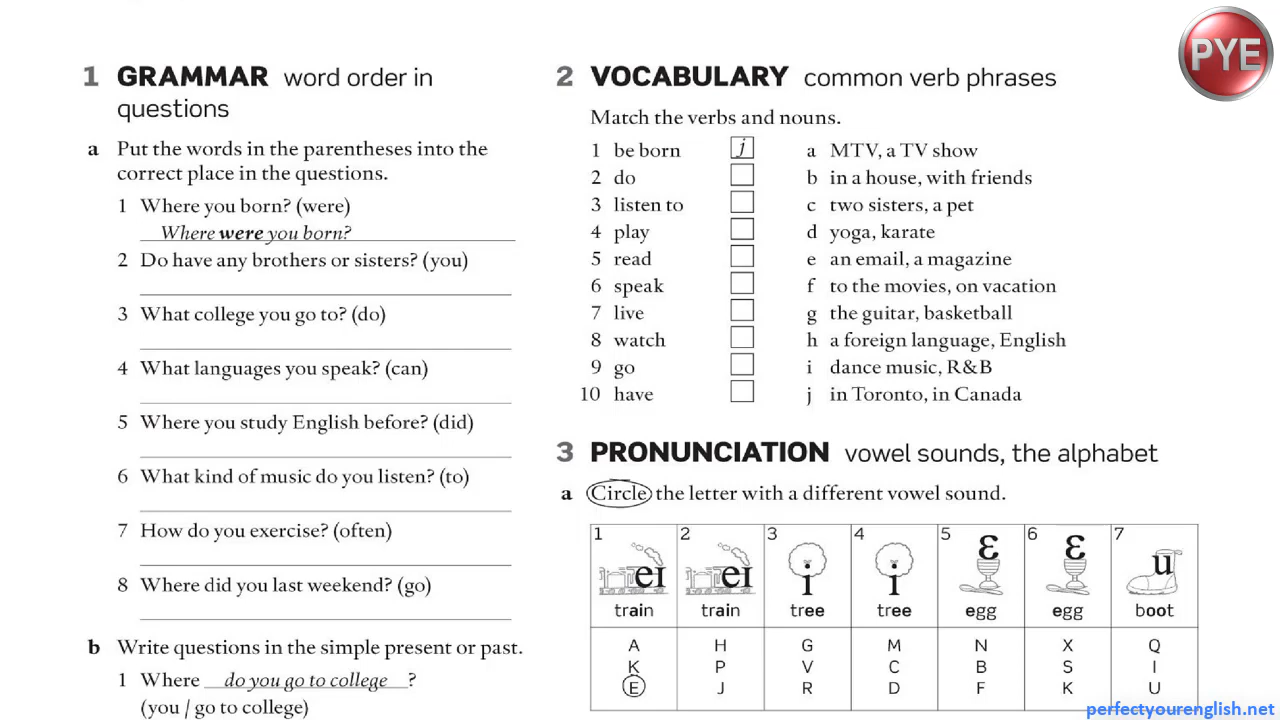 PYE
1 GRAMMAR word order in
questions
a Put the words in the parentheses into the
correct place in the questions.
1 Where you born? (were)
Where were you born?
2 Do have any brothers or sisters? (you)
3 What college you go to? (do)
4 What languages you speak? (can)
5 Where you study English before? (did)
6 What kind of music do you listen? (to)
7 How do you exercise? (often)
8 Where did you last weekend? (go)
b Write questions in the simple present or past.
1 Where do you go to college ?
(you / go to college)
2 VOCABULARY common verb phrases
Match the verbs and nouns.
1 be born j a MTV, a TV show
2 do b in a house, with friends
3 listen to c two sisters, a pet
4 play d yoga, karate
5 read e an email, a magazine
6 speak f to the movies, on vacation
7 live g the guitar, basketball
8 watch h a foreign language, English
9 go i dance music, R&B
10 have j in Toronto, in Canada
3 PRONUNCIATION vowel sounds, the alphabet
a Circle the letter with a different vowel sound.
1 2 3 4 5 6 7
eɪ eɪ i i ɛ ɛ u
train train tree tree egg egg boot
A H G M N X Q
K P V C B S I
E J R D F K U
perfectyourenglish.net